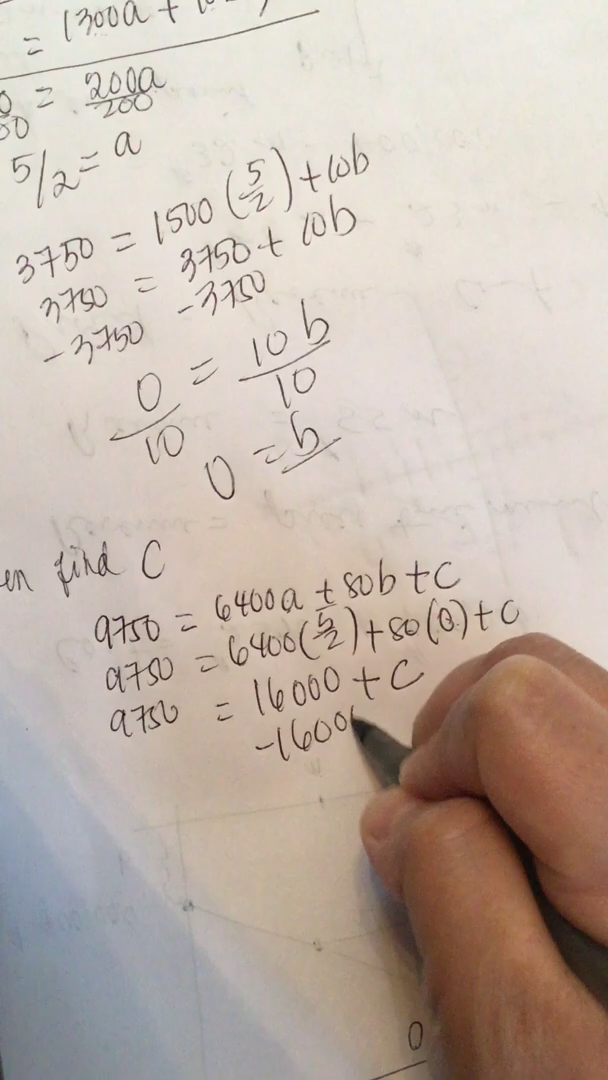 = 1300a +
= 200a
200
5/2 = a
3750 = 1500 (5/2) + 10b
3750 = 3750 + 10b
-3750 -3750
0 = 10b
10 10
0 = b
find C
9750 = 6400a + 80b + C
9750 = 6400(5/2) + 80(0) + C
9750 = 16000 + C
-1600
0